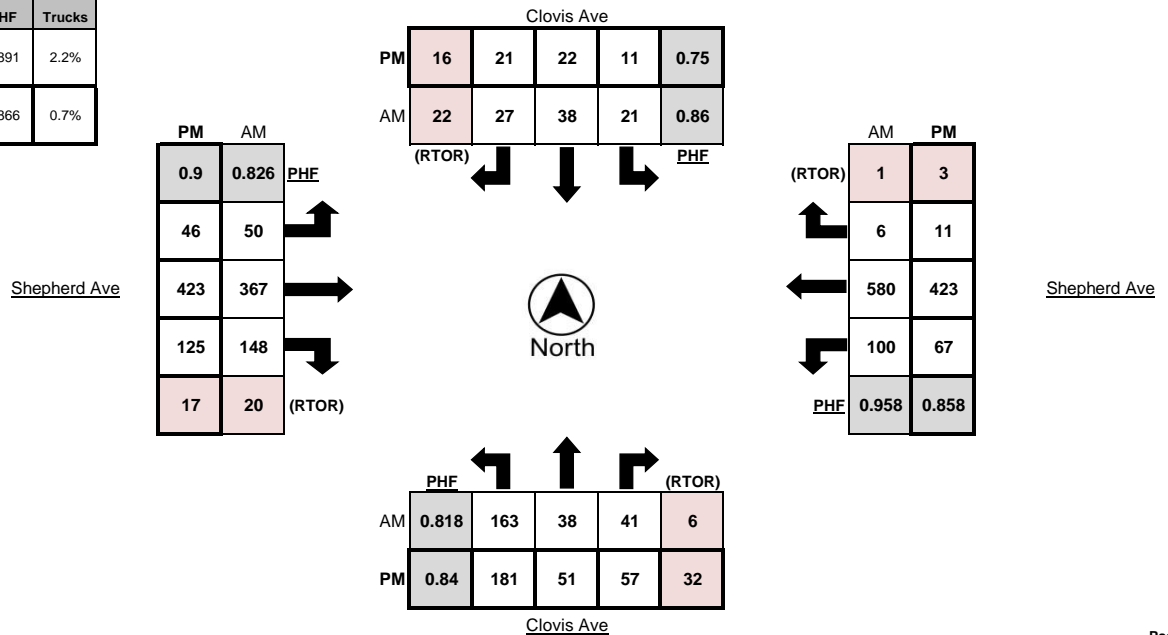 HF Trucks
391 2.2%
366 0.7%
Clovis Ave
PM 16 21 22 11 0.75
AM 22 27 38 21 0.86
(RTOR) PHF
PM AM
0.9 0.826 PHF
46 50
423 367
125 148
17 20 (RTOR)
Shepherd Ave
North
AM PM
(RTOR) 1 3
6 11
580 423
100 67
PHF 0.958 0.858
Shepherd Ave
PHF (RTOR)
AM 0.818 163 38 41 6
PM 0.84 181 51 57 32
Clovis Ave